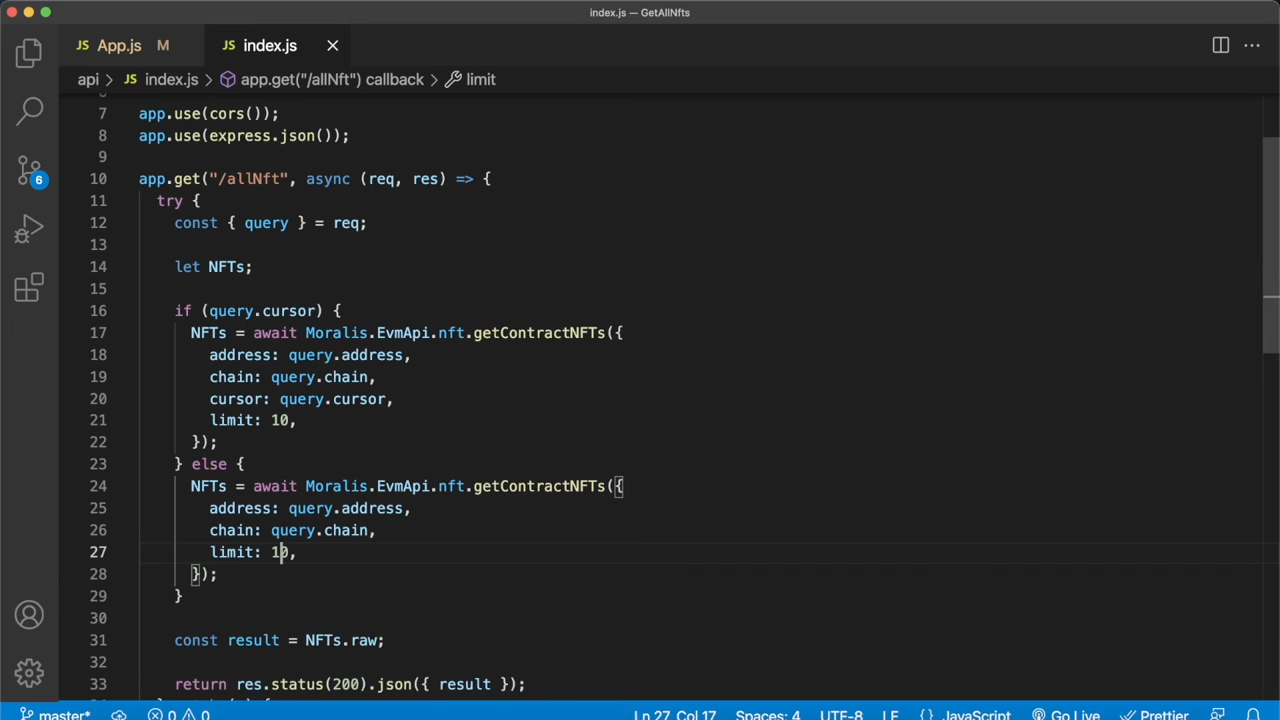 index.js — GetAllNfts
JS App.js M JS index.js
api > JS index.js > app.get("/allNft") callback > limit
7 app.use(cors());
8 app.use(express.json());
9
10 app.get("/allNft", async (req, res) => {
11 try {
12 const { query } = req;
13
14 let NFTs;
15
16 if (query.cursor) {
17 NFTs = await Moralis.EvmApi.nft.getContractNFTs({
18 address: query.address,
19 chain: query.chain,
20 cursor: query.cursor,
21 limit: 10,
22 });
23 } else {
24 NFTs = await Moralis.EvmApi.nft.getContractNFTs({
25 address: query.address,
26 chain: query.chain,
27 limit: 10,
28 });
29 }
30
31 const result = NFTs.raw;
32
33 return res.status(200).json({ result });
6
master* 0 0 Ln 27, Col 17 Spaces: 4 UTF-8 LF {} JavaScript Go Live Prettier